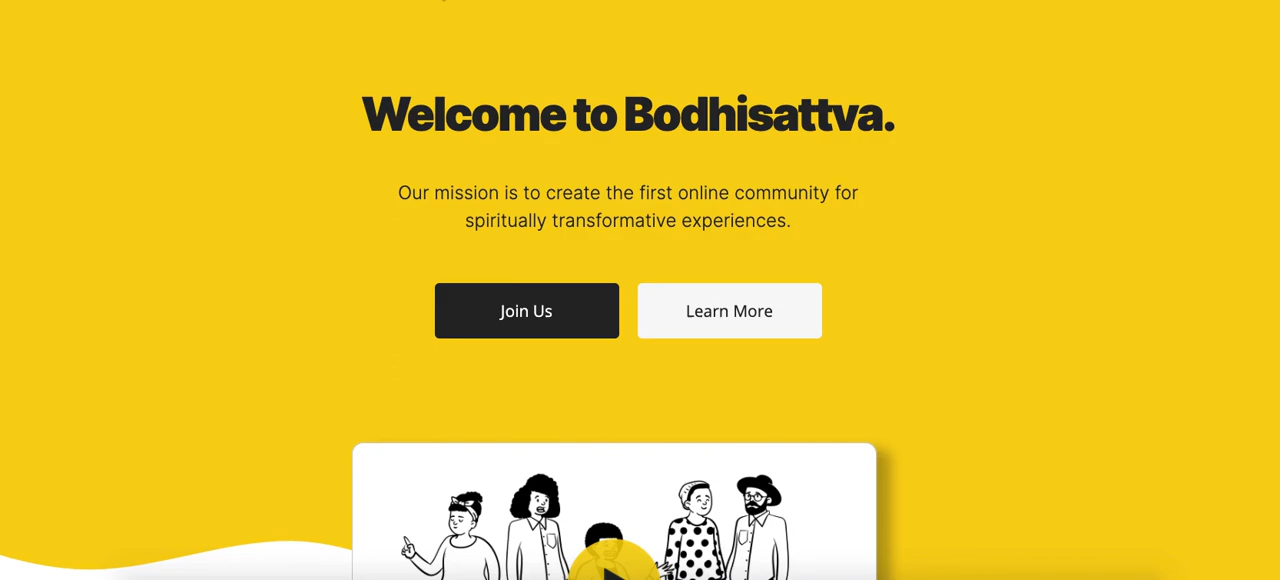 Welcome to Bodhisattva.
Our mission is to create the first online community for
spiritually transformative experiences.
Join Us
Learn More